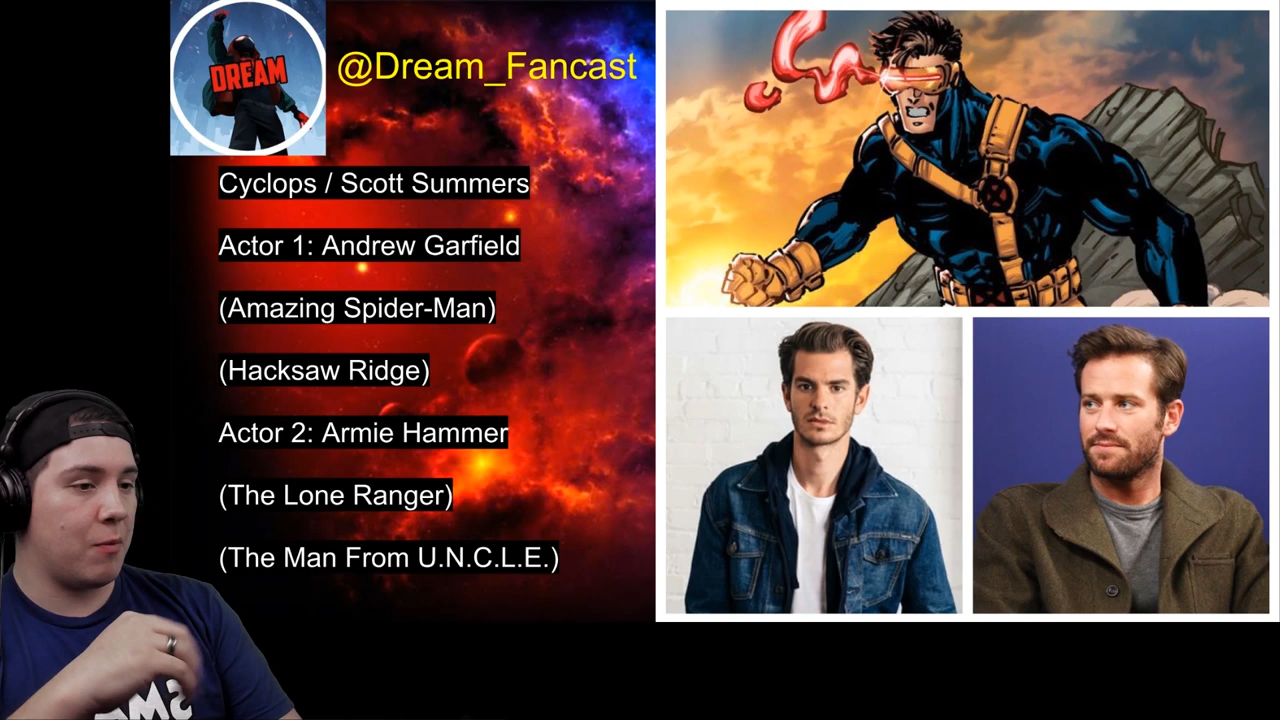 DREAM
@Dream_Fancast
Cyclops / Scott Summers
Actor 1: Andrew Garfield
(Amazing Spider-Man)
(Hacksaw Ridge)
Actor 2: Armie Hammer
(The Lone Ranger)
(The Man From U.N.C.L.E.)